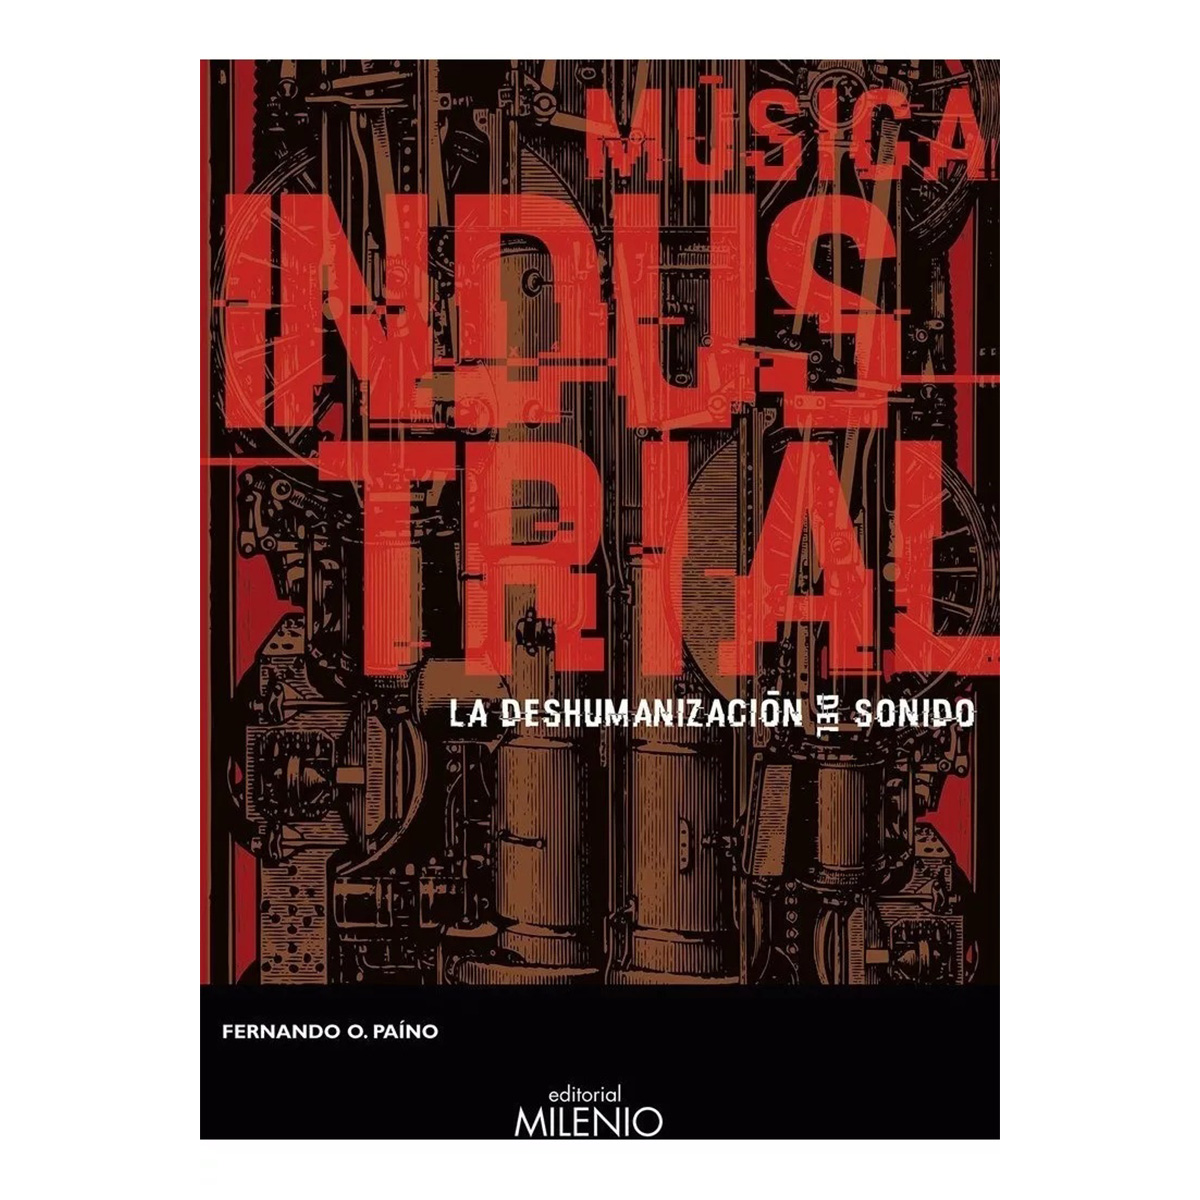 MÚSICA
INDUS
TRIAL
LA DESHUMANIZACIÓN DEL SONIDO
FERNANDO O. PAÍNO
editorial
MILENIO